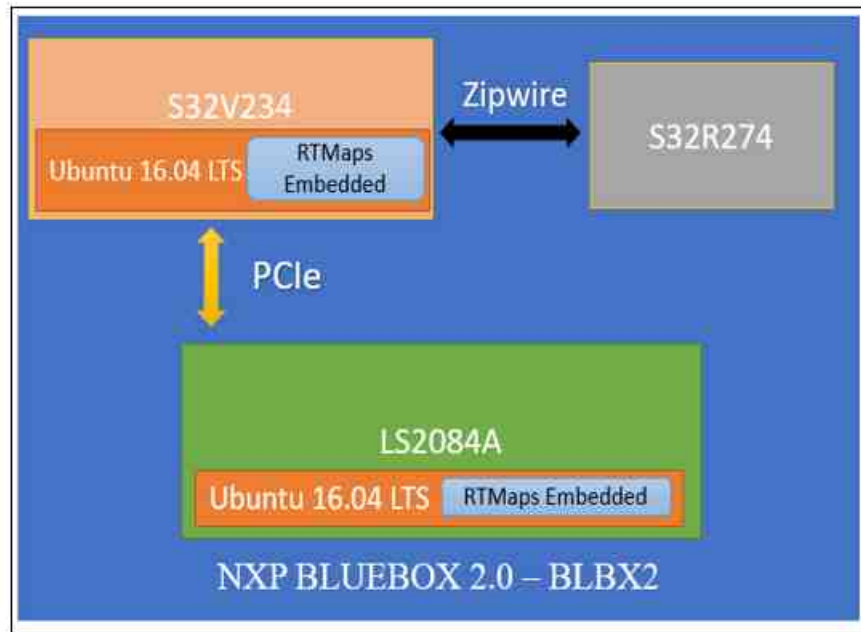 S32V234
Ubuntu 16.04 LTS
RTMaps
Embedded
Zipwire
S32R274
PCIe
LS2084A
Ubuntu 16.04 LTS
RTMaps Embedded
NXP BLUEBOX 2.0 – BLBX2